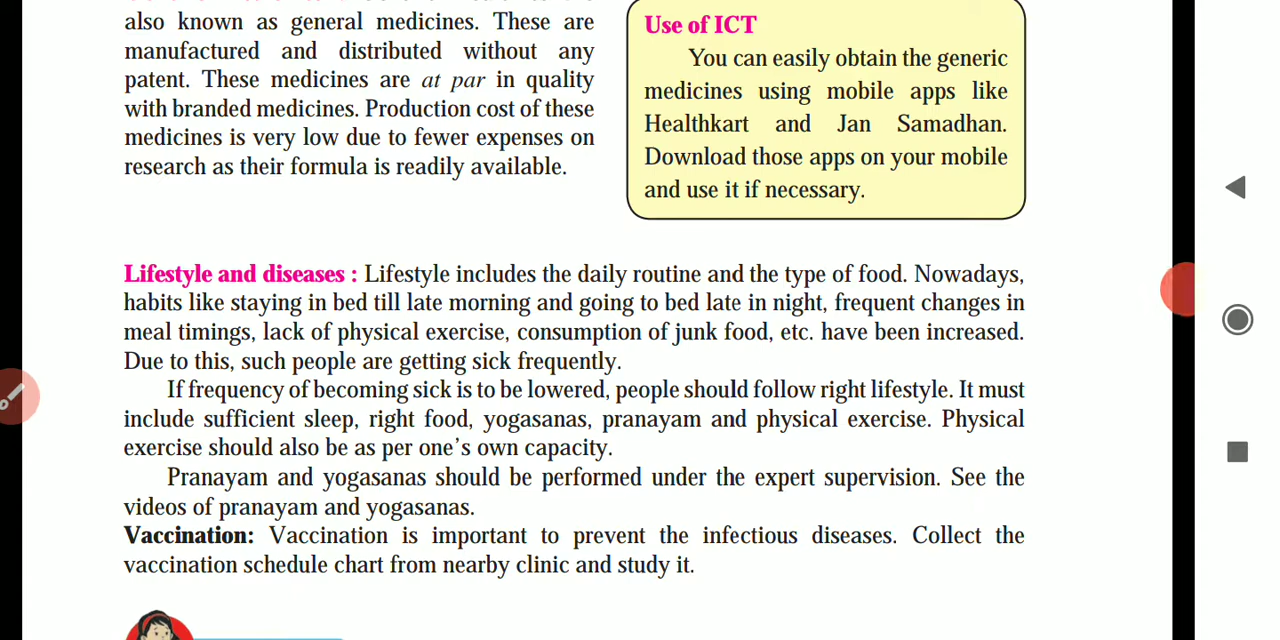 also known as general medicines. These are
manufactured and distributed without any
patent. These medicines are at par in quality
with branded medicines. Production cost of these
medicines is very low due to fewer expenses on
research as their formula is readily available.
Use of ICT
You can easily obtain the generic
medicines using mobile apps like
Healthkart and Jan Samadhan.
Download those apps on your mobile
and use it if necessary.
Lifestyle and diseases : Lifestyle includes the daily routine and the type of food. Nowadays,
habits like staying in bed till late morning and going to bed late in night, frequent changes in
meal timings, lack of physical exercise, consumption of junk food, etc. have been increased.
Due to this, such people are getting sick frequently.
If frequency of becoming sick is to be lowered, people should follow right lifestyle. It must
include sufficient sleep, right food, yogasanas, pranayam and physical exercise. Physical
exercise should also be as per one's own capacity.
Pranayam and yogasanas should be performed under the expert supervision. See the
videos of pranayam and yogasanas.
Vaccination: Vaccination is important to prevent the infectious diseases. Collect the
vaccination schedule chart from nearby clinic and study it.